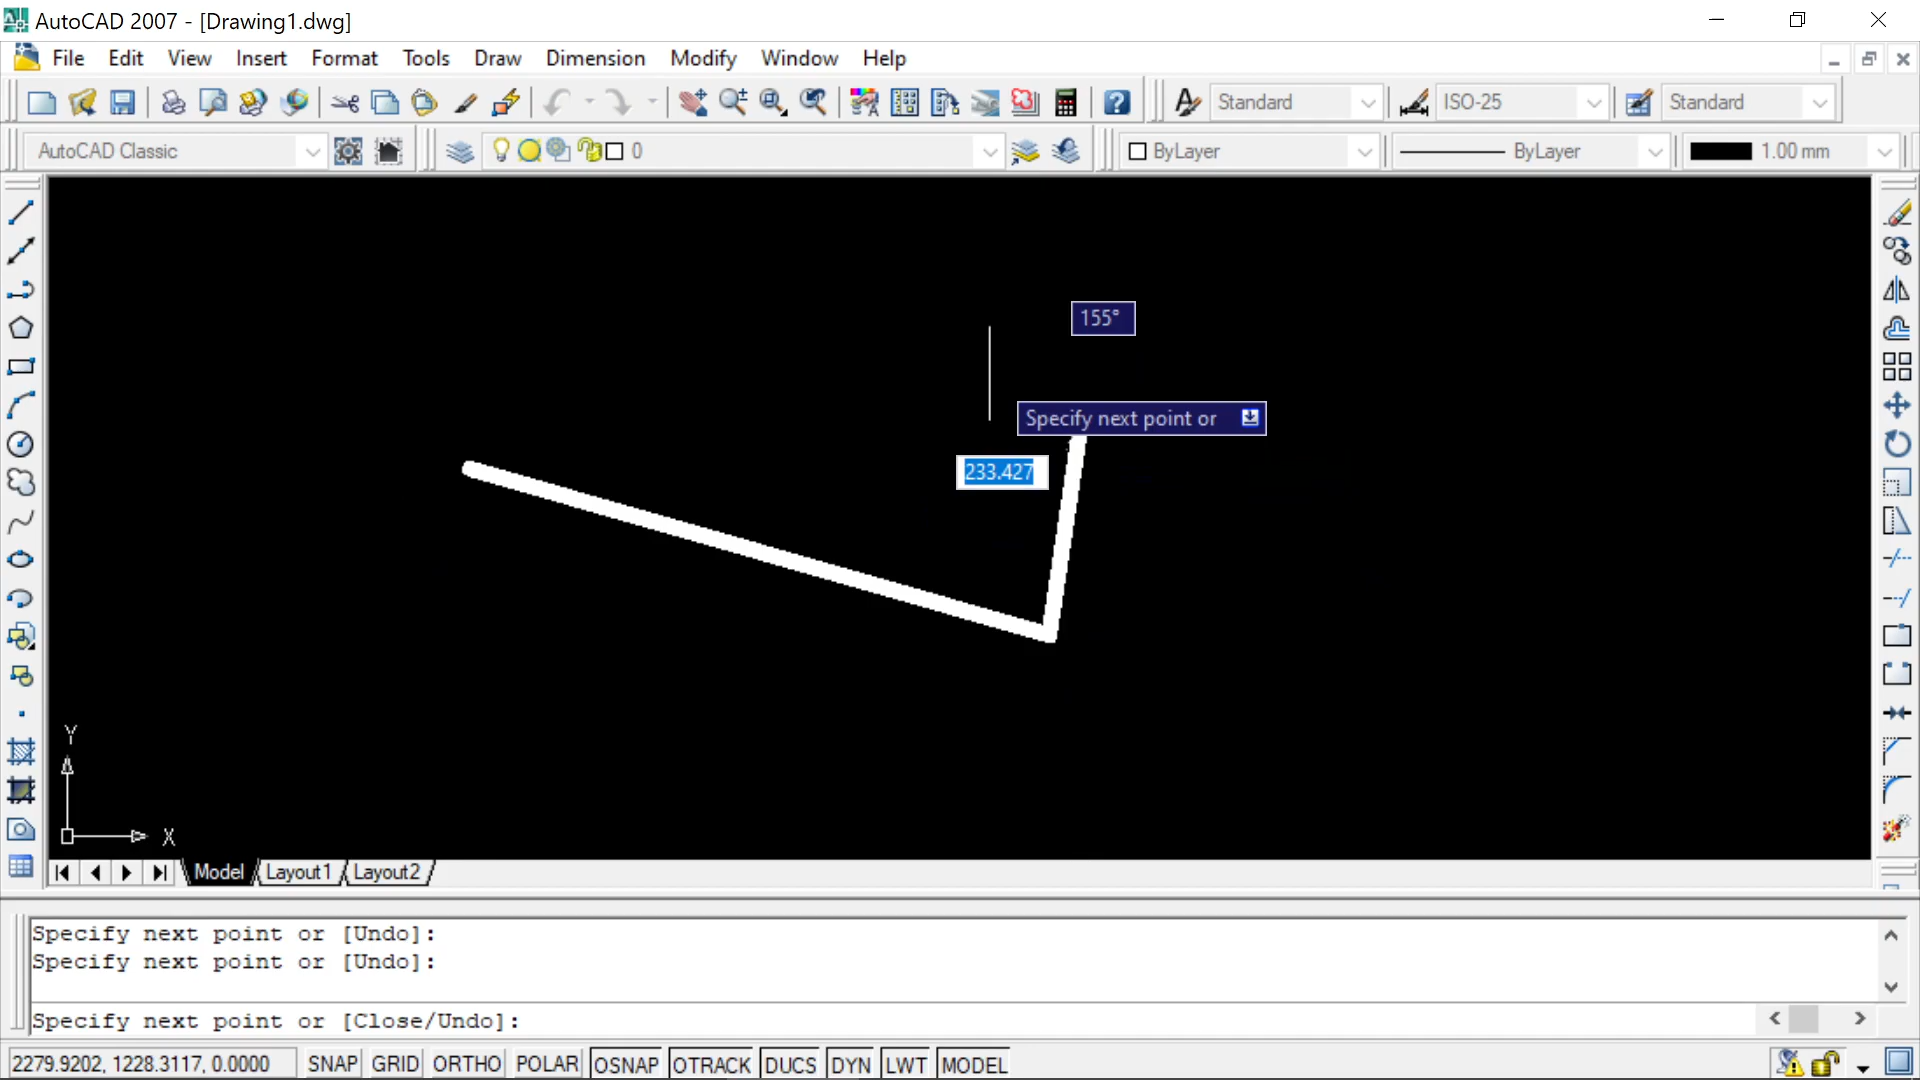 AutoCAD 2007 - [Drawing1.dwg]
File Edit View Insert Format Tools Draw Dimension Modify Window Help
Standard ISO-25 Standard
AutoCAD Classic 0 ByLayer ByLayer 1.00 mm
155°
Specify next point or
233.427
Y
X
Model Layout1 Layout2
Specify next point or [Undo]:
Specify next point or [Undo]:
Specify next point or [Close/Undo]:
2279.9202, 1228.3117, 0.0000 SNAP GRID ORTHO POLAR OSNAP OTRACK DUCS DYN LWT MODEL